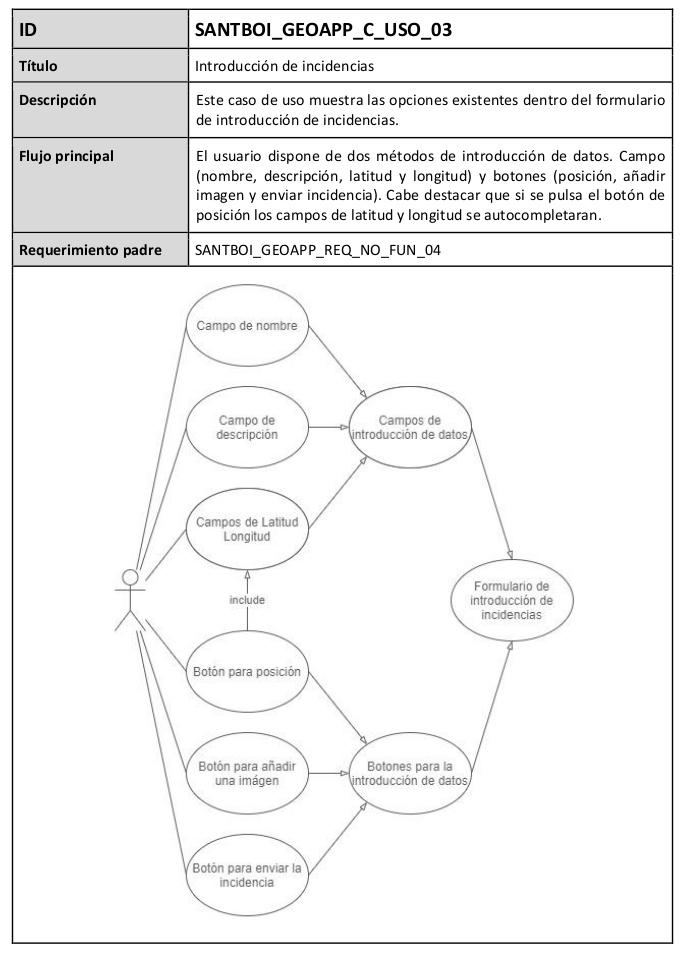 ID
SANTBOI_GEOAPP_C_USO_03
Título
Introducción de incidencias
Descripción
Este caso de uso muestra las opciones existentes dentro del formulario
de introducción de incidencias.
Flujo principal
El usuario dispone de dos métodos de introducción de datos. Campo
(nombre, descripción, latitud y longitud) y botones (posición, añadir
imagen y enviar incidencia). Cabe destacar que si se pulsa el botón de
posición los campos de latitud y longitud se autocompletaran.
Requerimiento padre
SANTBOI_GEOAPP_REQ_NO_FUN_04
Campo de nombre
Campo de
descripción
Campos de
introducción de datos
Campos de Latitud
Longitud
include
Formulario de
introducción de
incidencias
Botón para posición
Botón para añadir
una imágen
Botones para la
introducción de datos
Botón para enviar la
incidencia